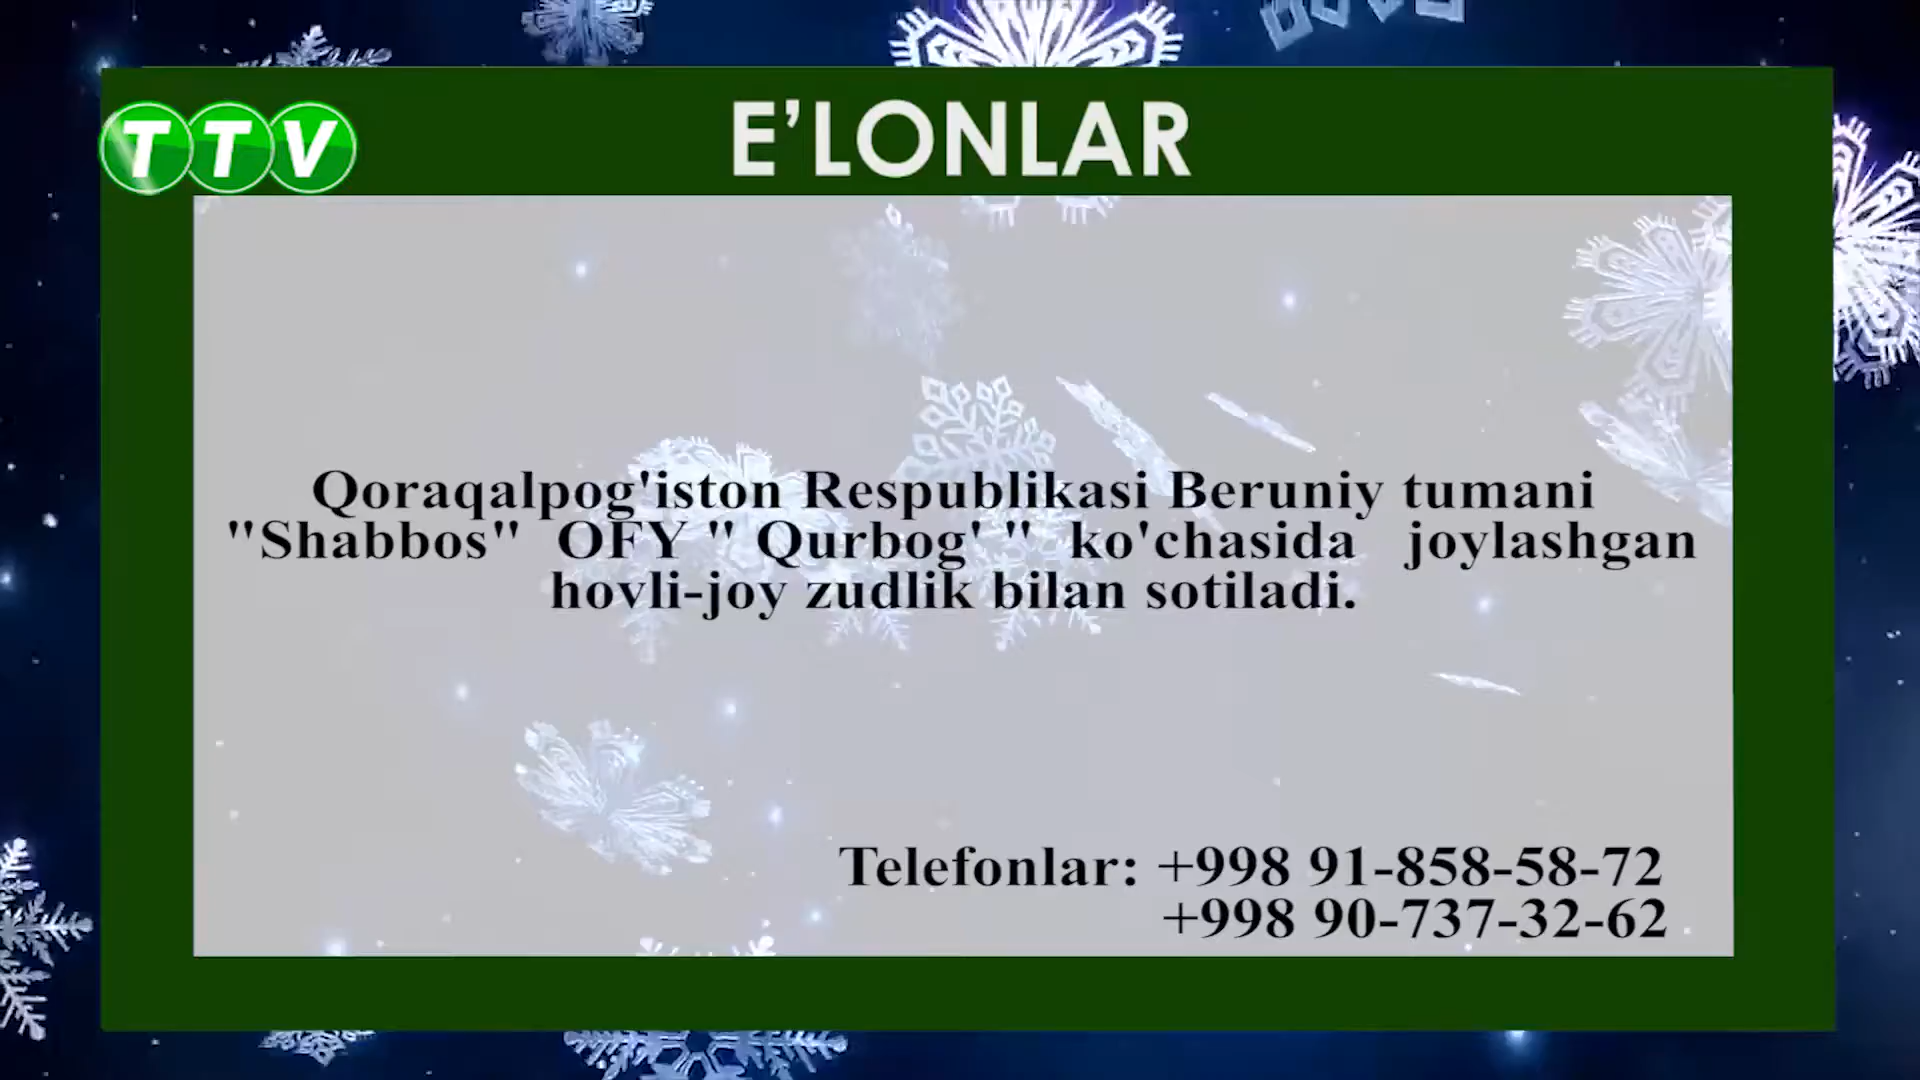 TTV
E’LONLAR
Qoraqalpog'iston Respublikasi Beruniy tumani
"Shabbos" OFY " Qurbog' " ko'chasida joylashgan
hovli-joy zudlik bilan sotiladi.
Telefonlar: +998 91-858-58-72
+998 90-737-32-62